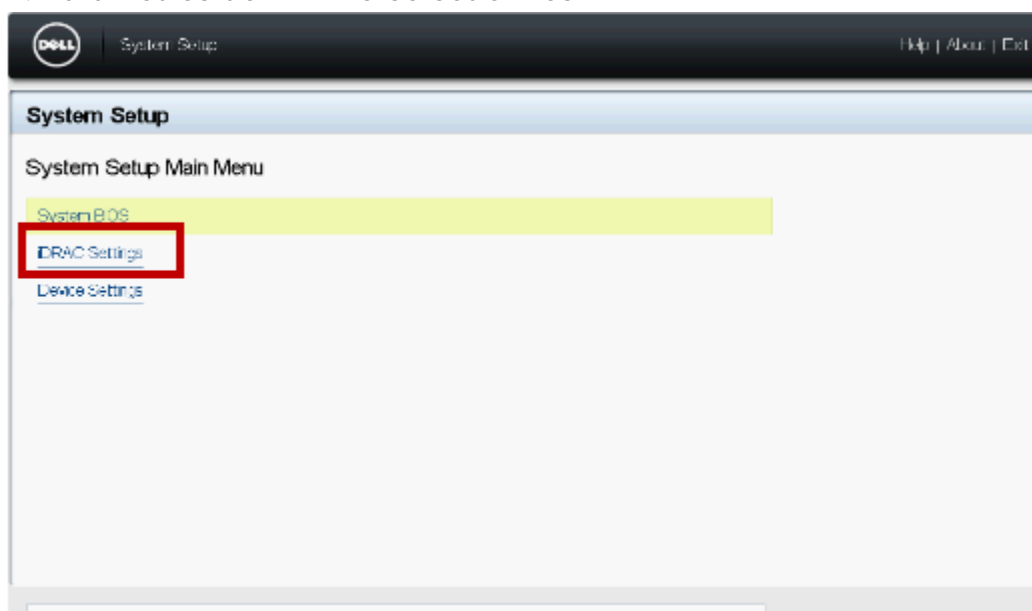 DELL
System Setup
Help | About | Exit
System Setup
System Setup Main Menu
System BIOS
iDRAC Settings
Device Settings